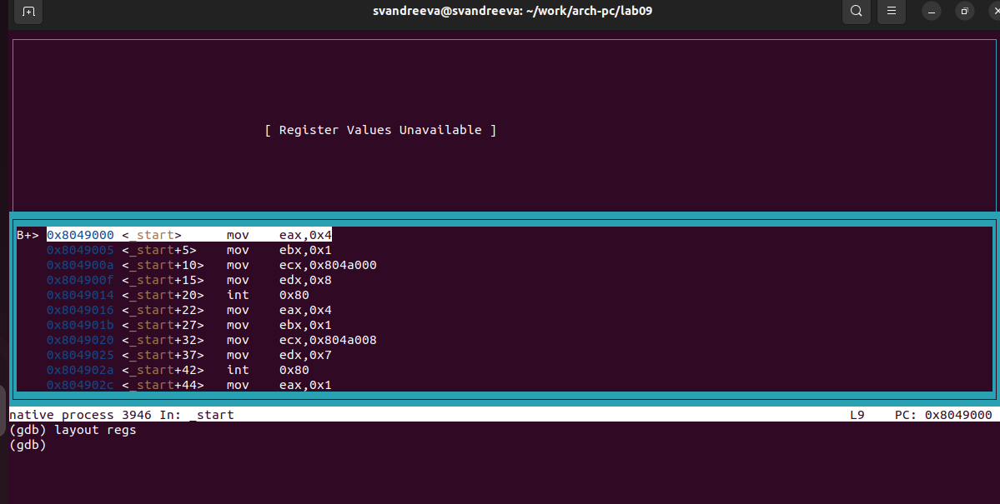 svandreeva@svandreeva: ~/work/arch-pc/lab09
[ Register Values Unavailable ]
B+> 0x8049000 <_start> mov eax,0x4
0x8049005 <_start+5> mov ebx,0x1
0x804900a <_start+10> mov ecx,0x804a000
0x804900f <_start+15> mov edx,0x8
0x8049014 <_start+20> int 0x80
0x8049016 <_start+22> mov eax,0x4
0x804901b <_start+27> mov ebx,0x1
0x8049020 <_start+32> mov ecx,0x804a008
0x8049025 <_start+37> mov edx,0x7
0x804902a <_start+42> int 0x80
0x804902c <_start+44> mov eax,0x1
native process 3946 In: _start L9 PC: 0x8049000
(gdb) layout regs
(gdb)